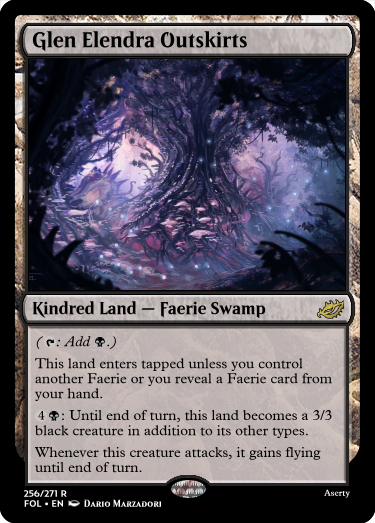 Glen Elendra Outskirts
Kindred Land — Faerie Swamp
( : Add .)
This land enters tapped unless you control
another Faerie or you reveal a Faerie card from
your hand.
4 : Until end of turn, this land becomes a 3/3
black creature in addition to its other types.
Whenever this creature attacks, it gains flying
until end of turn.
256/271 R
Aserty
FOL • EN Dario Marzadori